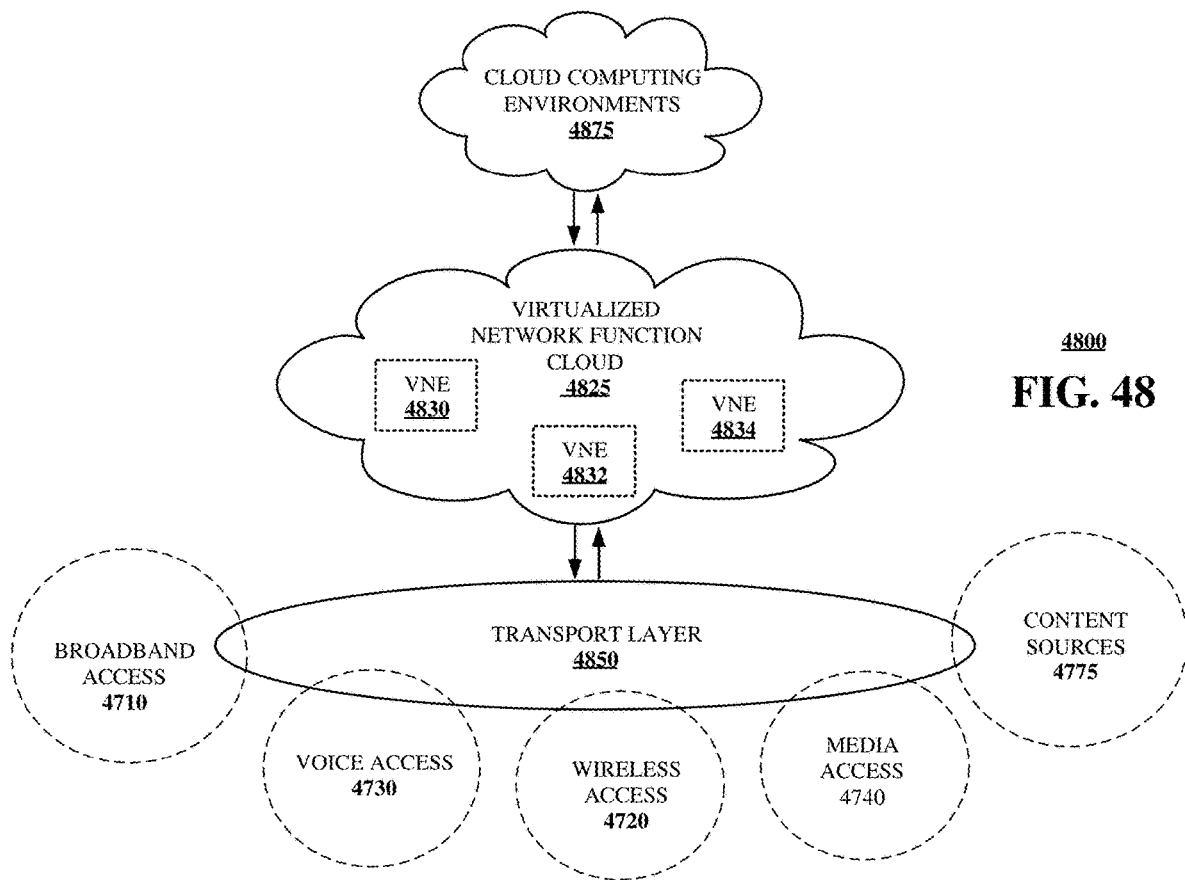 CLOUD COMPUTING
ENVIRONMENTS
4875
VIRTUALIZED
NETWORK FUNCTION
CLOUD
4825
VNE
4830
VNE
4832
VNE
4834
4800
FIG. 48
TRANSPORT LAYER
4850
BROADBAND
ACCESS
4710
VOICE ACCESS
4730
WIRELESS
ACCESS
4720
MEDIA
ACCESS
4740
CONTENT
SOURCES
4775